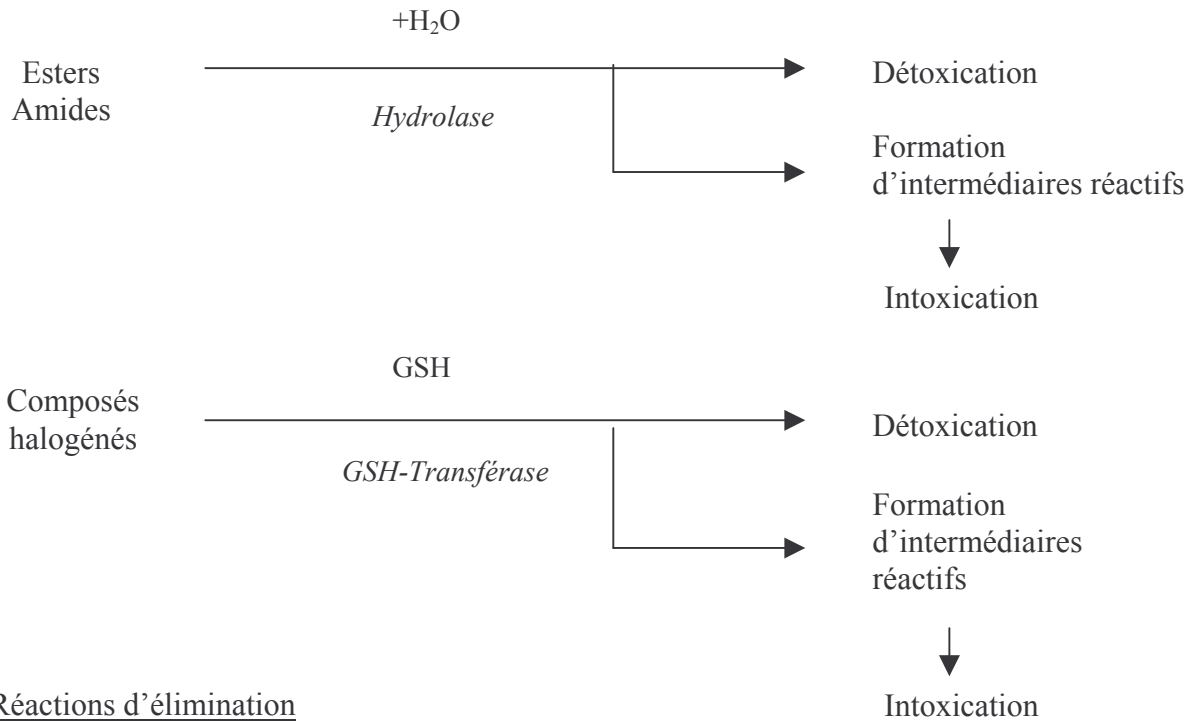 +H₂O
Esters
Amides
Hydrolase
Détoxication
Formation
d'intermédiaires réactifs
Intoxication
GSH
Composés
halogénés
GSH-Transférase
Détoxication
Formation
d'intermédiaires
réactifs
Réactions d'élimination
Intoxication